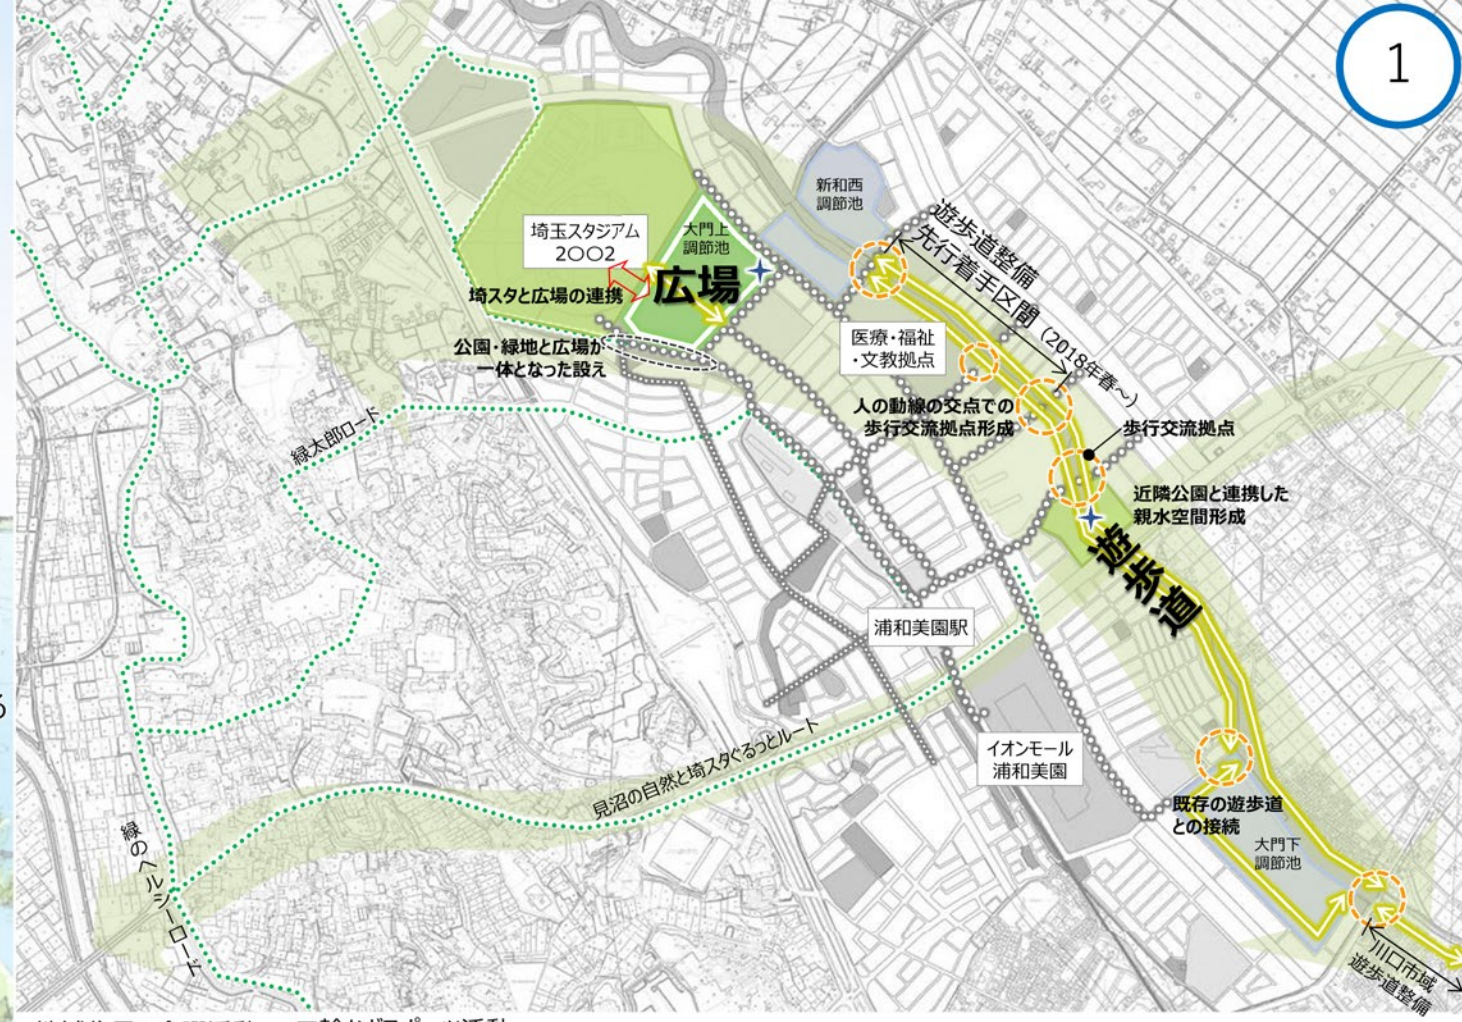 1
新和西
調節池
遊歩道整備
先行着手区間（2018年春～）
埼玉スタジアム
2〇〇2
大門上
調節池
広場
埼スタと広場の連携
公園・緑地と広場が
一体となった設え
医療・福祉
・文教拠点
人の動線の交点での
歩行交流拠点形成
歩行交流拠点
近隣公園と連携した
親水空間形成
遊歩道
緑太郎ロード
浦和美園駅
イオンモール
浦和美園
見沼の自然と埼スタぐるっとルート
既存の遊歩道
との接続
大門下
調節池
緑のヘルシーロード
川口市域
遊歩道整備